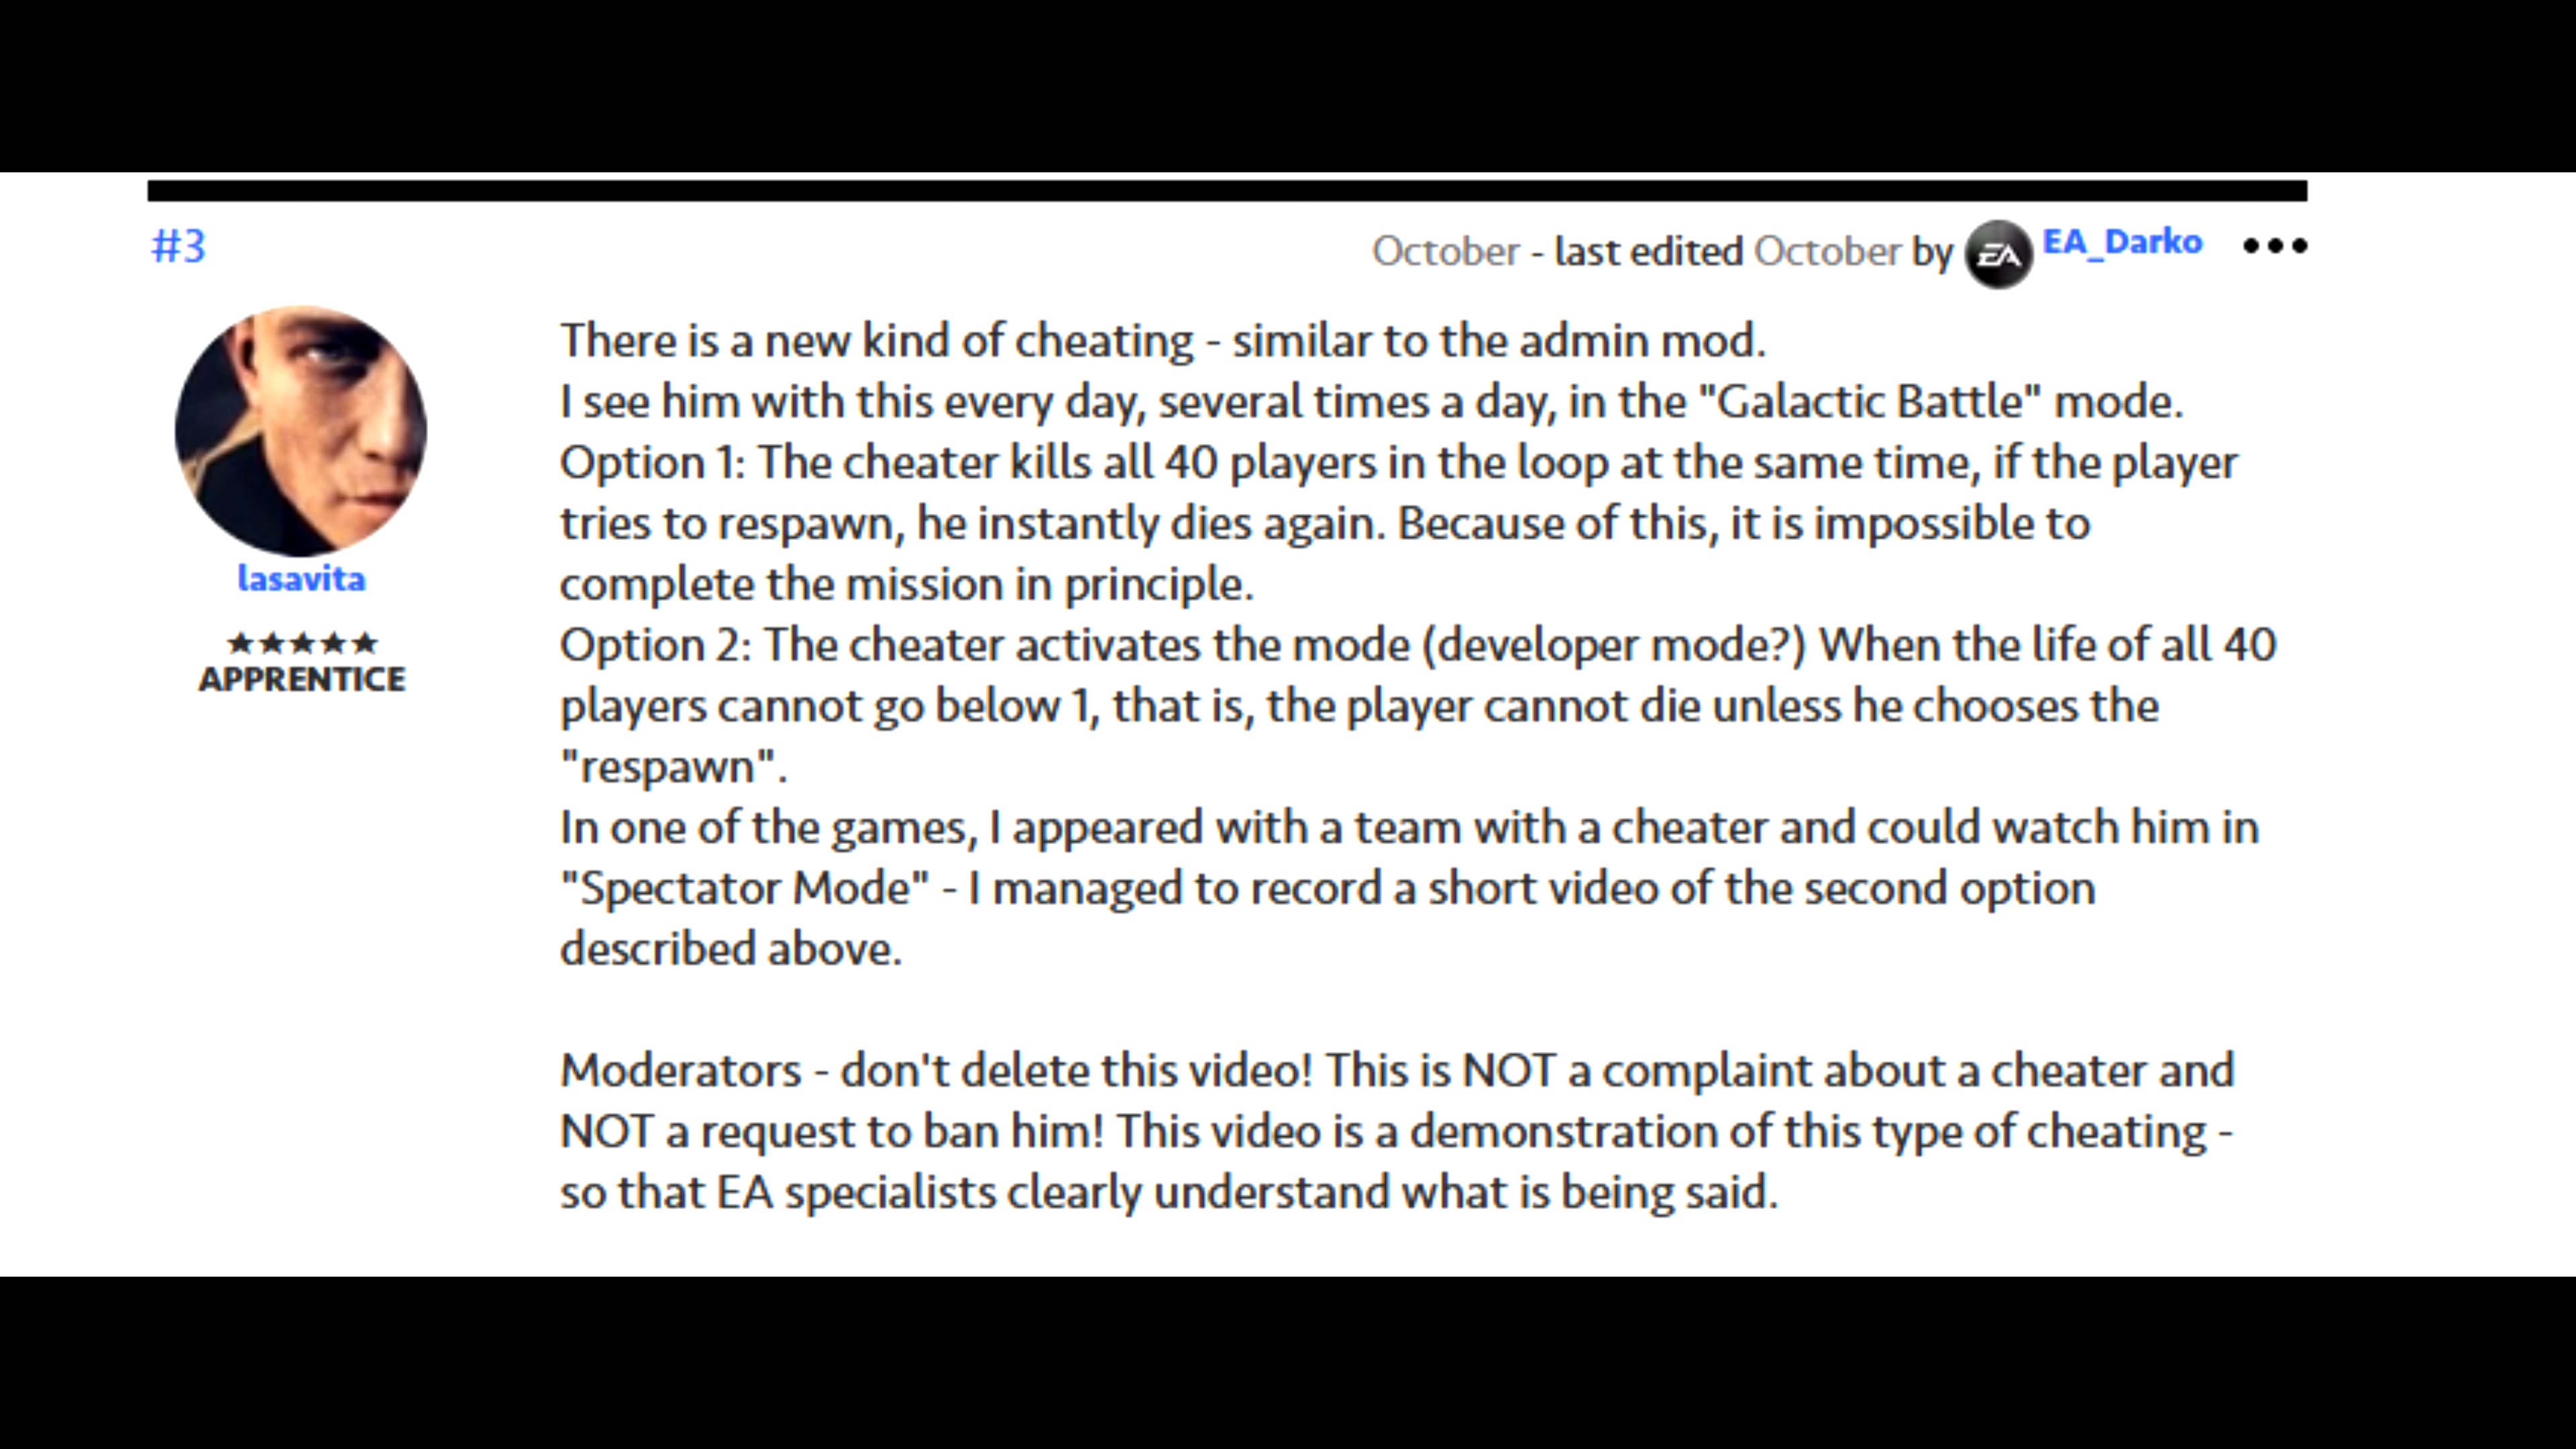 #3
October - last edited October by EA EA_Darko •••
There is a new kind of cheating - similar to the admin mod.
I see him with this every day, several times a day, in the "Galactic Battle" mode.
Option 1: The cheater kills all 40 players in the loop at the same time, if the player
tries to respawn, he instantly dies again. Because of this, it is impossible to
complete the mission in principle.
Option 2: The cheater activates the mode (developer mode?) When the life of all 40
players cannot go below 1, that is, the player cannot die unless he chooses the
"respawn".
In one of the games, I appeared with a team with a cheater and could watch him in
"Spectator Mode" - I managed to record a short video of the second option
described above.
Moderators - don't delete this video! This is NOT a complaint about a cheater and
NOT a request to ban him! This video is a demonstration of this type of cheating -
so that EA specialists clearly understand what is being said.
lasavita
★★★★★
APPRENTICE